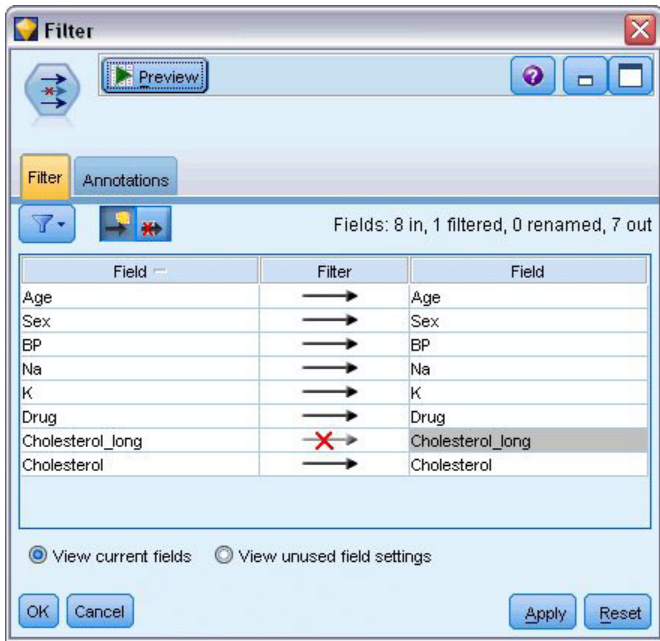 Filter
Preview
Filter Annotations
Fields: 8 in, 1 filtered, 0 renamed, 7 out
Field Filter Field
Age Age
Sex Sex
BP BP
Na Na
K K
Drug Drug
Cholesterol_long Cholesterol_long
Cholesterol Cholesterol
View current fields View unused field settings
OK Cancel Apply Reset